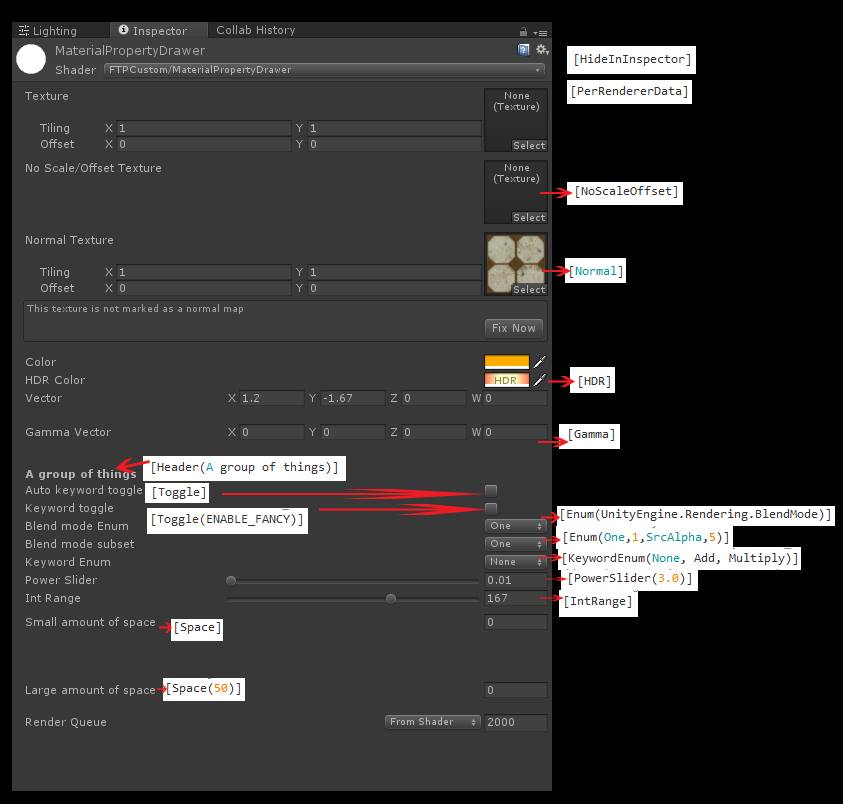 Lighting Inspector Collab History
MaterialPropertyDrawer
Shader FTPCustom/MaterialPropertyDrawer
[HideInInspector]
[PerRendererData]
Texture
None
(Texture)
Tiling X 1 Y 1
Offset X 0 Y 0
Select
No Scale/Offset Texture
None
(Texture)
[NoScaleOffset]
Select
Normal Texture
Tiling X 1 Y 1
[Normal]
Offset X 0 Y 0
Select
This texture is not marked as a normal map
Fix Now
Color
HDR Color HDR
[HDR]
Vector X 1.2 Y -1.67 Z 0 W 0
Gamma Vector X 0 Y 0 Z 0 W 0
[Gamma]
A group of things
[Header(A group of things)]
Auto keyword toggle [Toggle]
Keyword toggle
[Toggle(ENABLE_FANCY)]
[Enum(UnityEngine.Rendering.BlendMode)]
Blend mode Enum One
[Enum(One,1,SrcAlpha,5)]
Blend mode subset One
Keyword Enum None
[KeywordEnum(None, Add, Multiply)]
Power Slider 0.01
[PowerSlider(3.0)]
Int Range 167
[IntRange]
Small amount of space 0
[Space]
Large amount of space [Space(50)] 0
Render Queue From Shader 2000